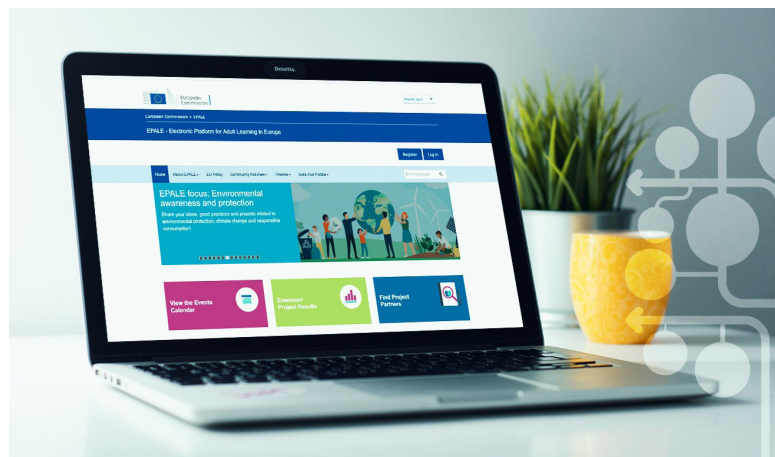 Deloitte.
European
Commission
European Commission > EPALE
EPALE - Electronic Platform for Adult Learning in Europe
Register
Log in
Home
About EPALE
EU Policy
Community Activities
Themes
EPALE focus: Environmental
awareness and protection
Share your ideas, good practices and projects related to
environmental protection, climate change and responsible
consumption!
View the Events
Calendar
Erasmus+
Project Results
Find Project
Partners